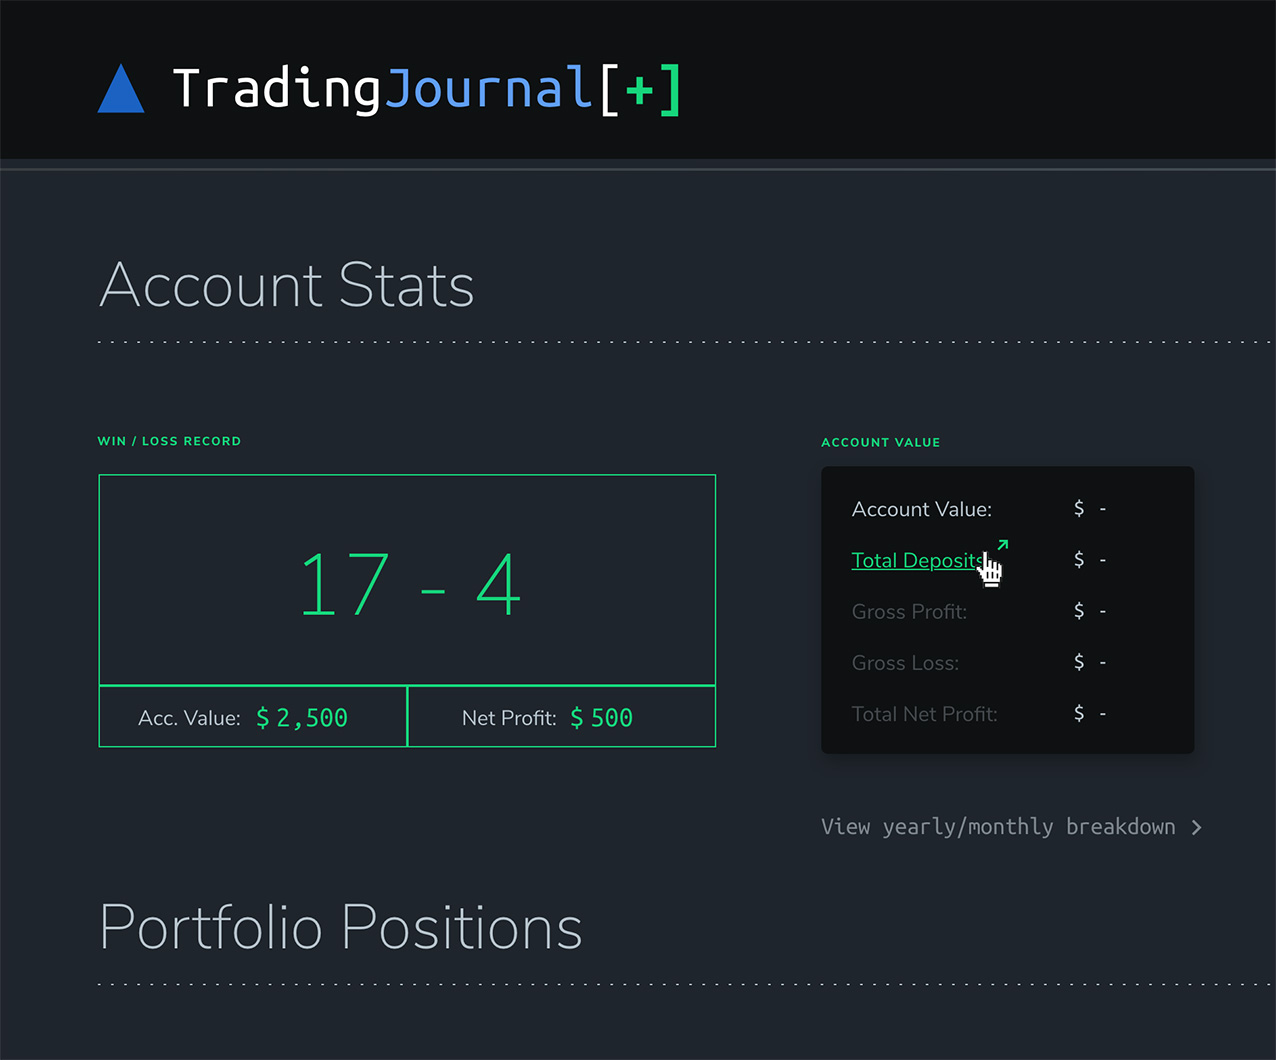 TradingJournal[+]
Account Stats
WIN / LOSS RECORD
17 - 4
Acc. Value: $ 2,500
Net Profit: $ 500
ACCOUNT VALUE
Account Value: $ -
Total Deposits $ -
Gross Profit: $ -
Gross Loss: $ -
Total Net Profit: $ -
View yearly/monthly breakdown >
Portfolio Positions